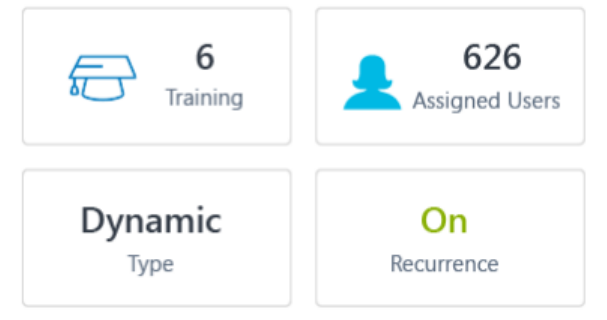 6
Training
626
Assigned Users
Dynamic
Type
On
Recurrence